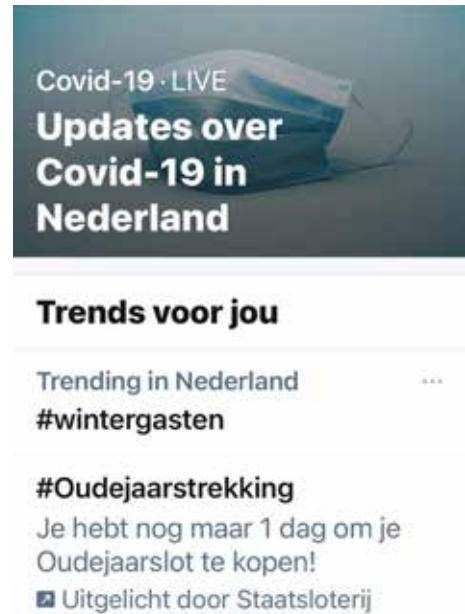 Covid-19 · LIVE
Updates over
Covid-19 in
Nederland
Trends voor jou
Trending in Nederland
#wintergasten
#Oudejaarstrekking
Je hebt nog maar 1 dag om je
Oudejaarslot te kopen!
Uitgelicht door Staatsloterij